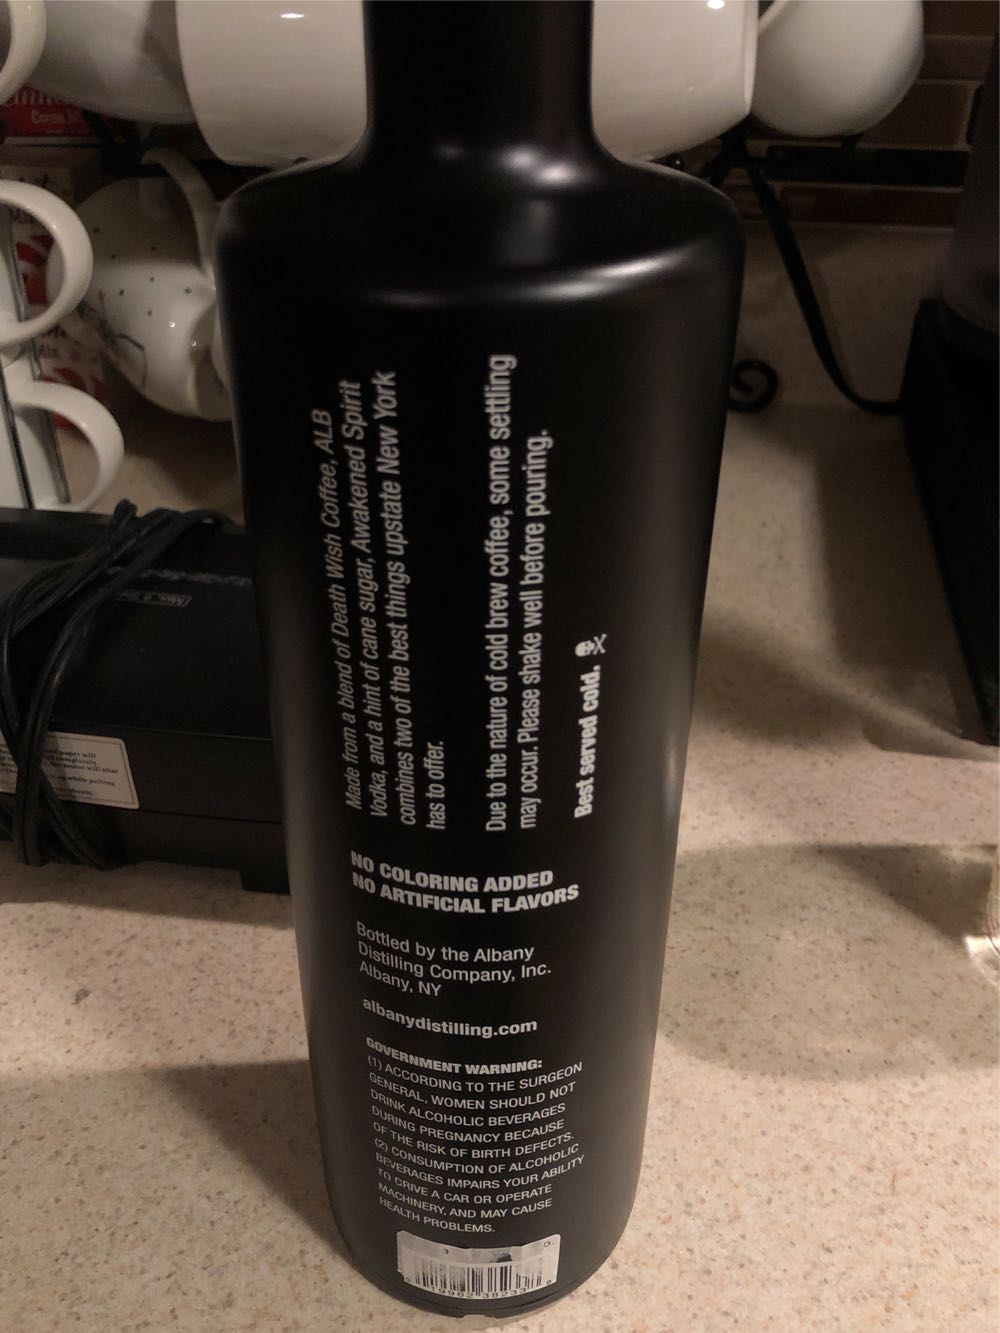 Made from a blend of Death Wish Coffee, ALB
Vodka, and a hint of cane sugar, Awakened Spirit
combines two of the best things upstate New York
has to offer.
Due to the nature of cold brew coffee, some settling
may occur. Please shake well before pouring.
Best served cold.
NO COLORING ADDED
NO ARTIFICIAL FLAVORS
Bottled by the Albany
Distilling Company, Inc.
Albany, NY
albanydistilling.com
GOVERNMENT WARNING:
(1) ACCORDING TO THE SURGEON
GENERAL, WOMEN SHOULD NOT
DRINK ALCOHOLIC BEVERAGES
DURING PREGNANCY BECAUSE
OF THE RISK OF BIRTH DEFECTS.
(2) CONSUMPTION OF ALCOHOLIC
BEVERAGES IMPAIRS YOUR ABILITY
TO DRIVE A CAR OR OPERATE
MACHINERY, AND MAY CAUSE
HEALTH PROBLEMS.